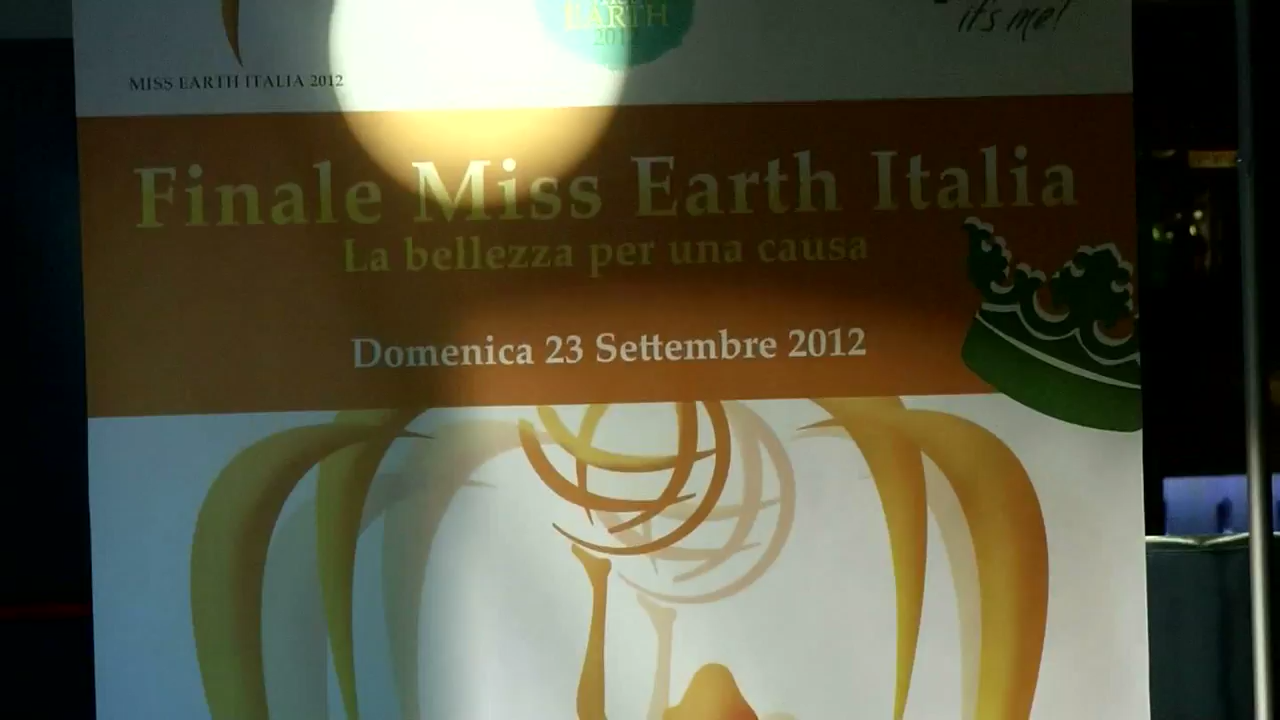 EARTH
2012
it's me!
MISS EARTH ITALIA 2012
Finale Miss Earth Italia
La bellezza per una causa
Domenica 23 Settembre 2012